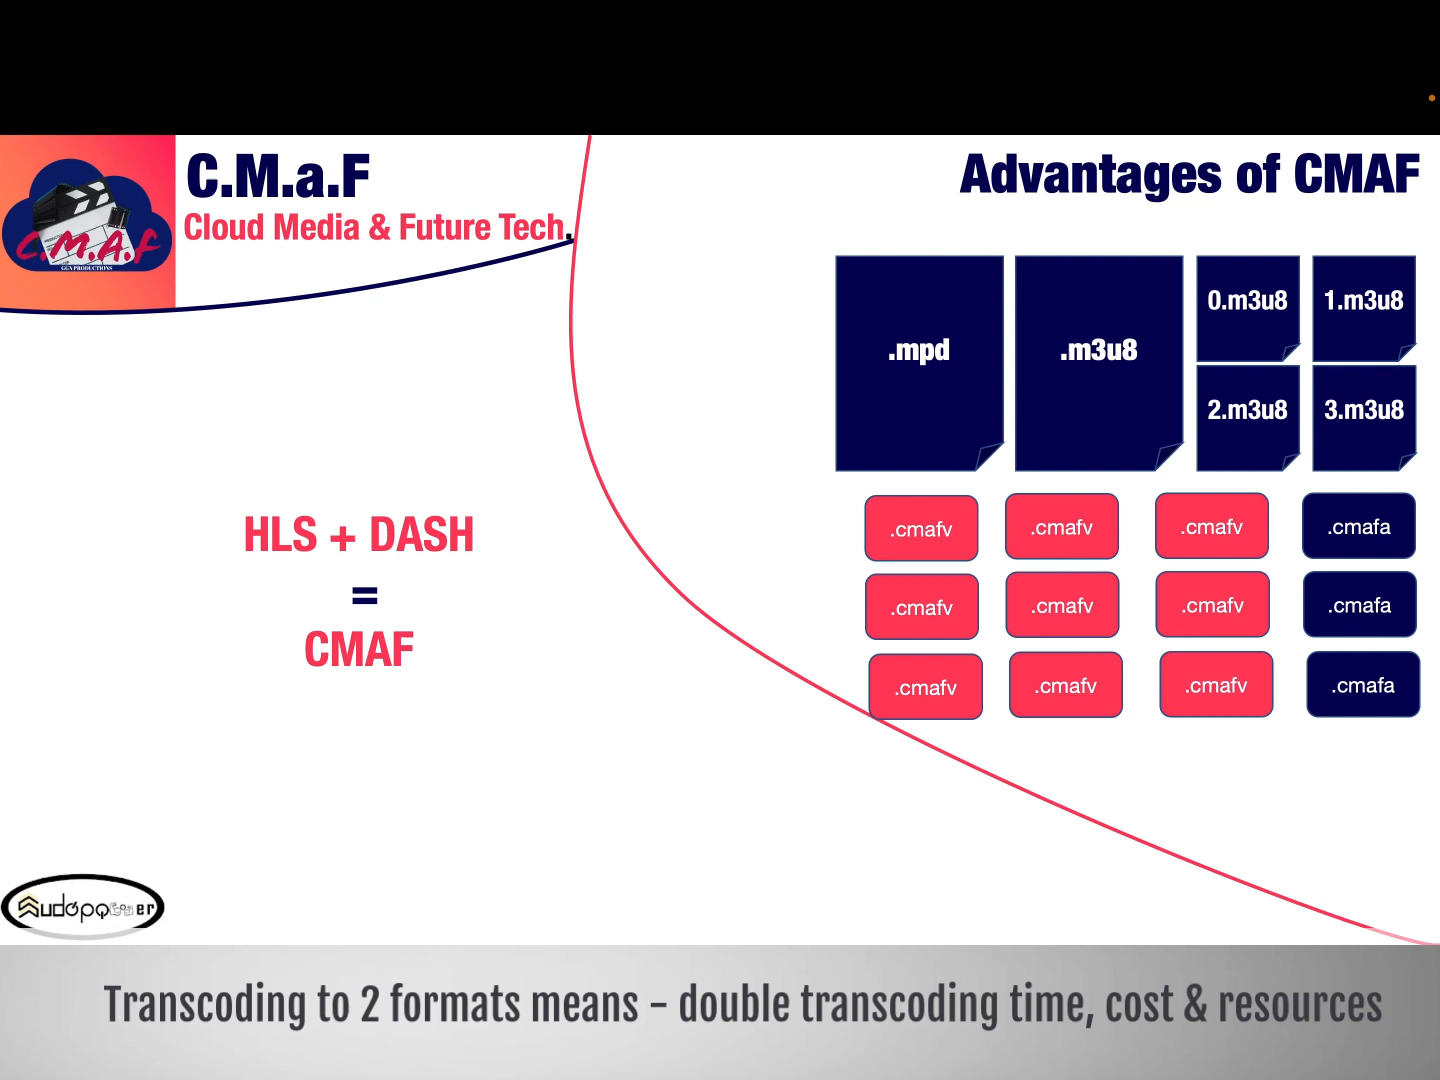 C.M.A.F
GGN PRODUCTIONS
C.M.a.F
Cloud Media & Future Tech.
Advantages of CMAF
.mpd
.m3u8
0.m3u8
1.m3u8
2.m3u8
3.m3u8
.cmafv
.cmafv
.cmafv
.cmafa
.cmafv
.cmafv
.cmafv
.cmafa
.cmafv
.cmafv
.cmafv
.cmafa
HLS + DASH
=
CMAF
Transcoding to 2 formats means - double transcoding time, cost & resources